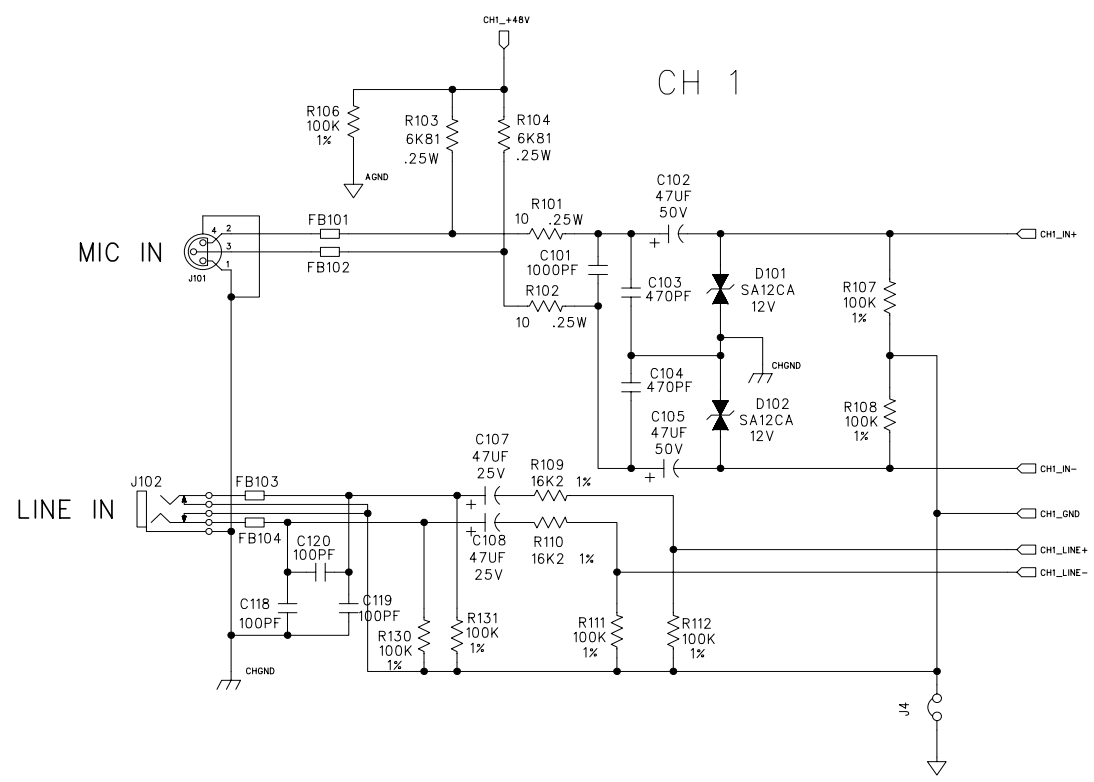 CH1_+48V
CH 1
R106
100K
1%
R103
6K81
.25W
R104
6K81
.25W
AGND
C102
47UF
50V
+
R101
10 .25W
FB101
CH1_IN+
MIC IN
4 2
3
1
J101
FB102
C101
1000PF
C103
470PF
D101
SA12CA
12V
R107
100K
1%
R102
10 .25W
CHGND
C104
470PF
D102
SA12CA
12V
R108
100K
1%
C105
47UF
50V
+
CH1_IN-
C107
47UF
25V
+
R109
16K2 1%
J102
FB103
LINE IN
FB104
CH1_GND
+
C108
47UF
25V
R110
16K2 1%
C120
100PF
CH1_LINE+
CH1_LINE-
C118
100PF
C119
100PF
R130
100K
1%
R131
100K
1%
R111
100K
1%
R112
100K
1%
CHGND
J4